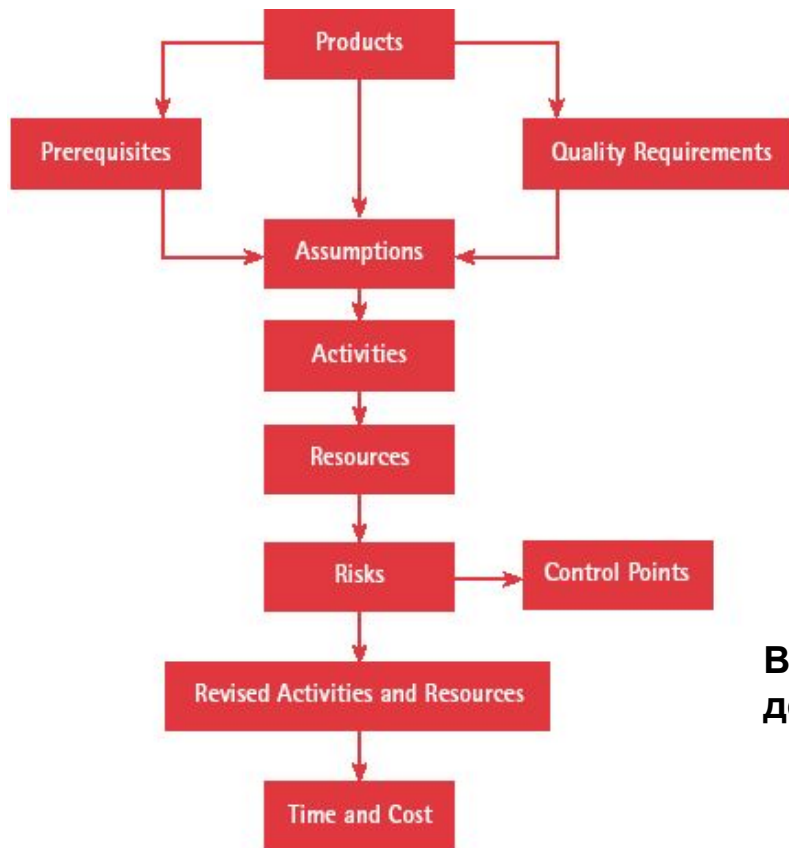 Products
Prerequisites
Quality Requirements
Assumptions
Activities
Resources
Risks
Control Points
Revised Activities and Resources
Time and Cost